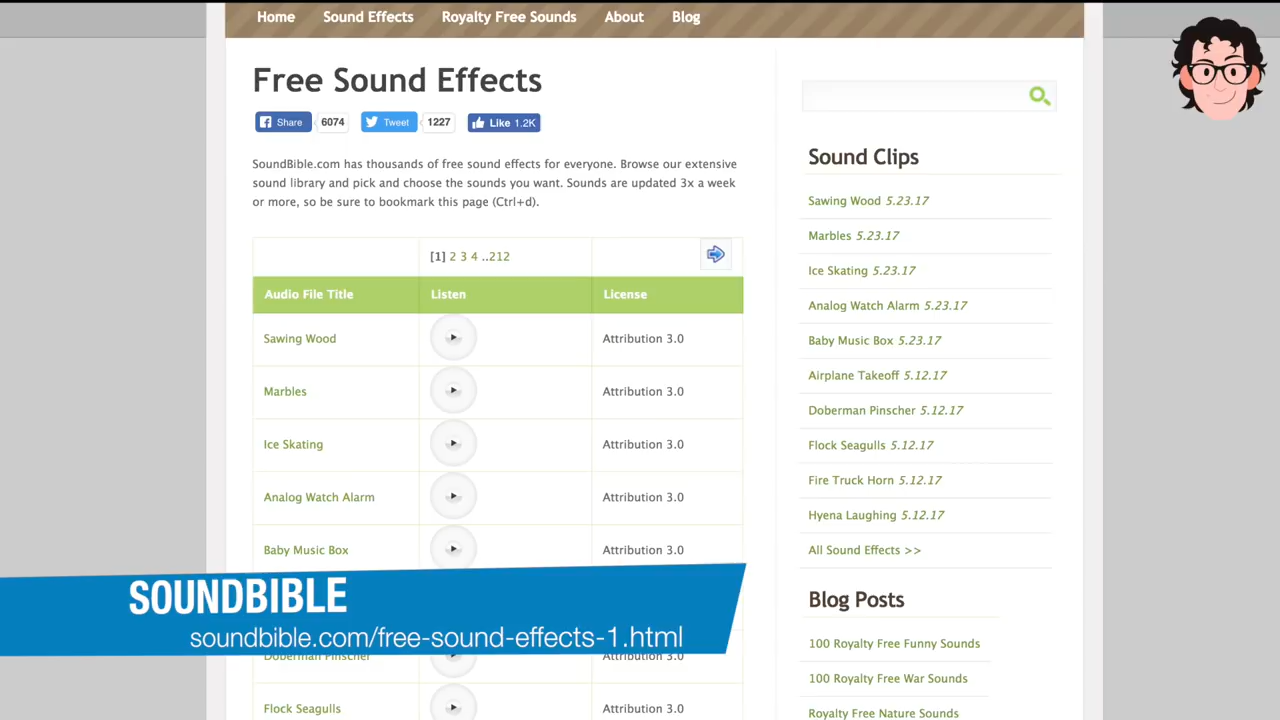 Home Sound Effects Royalty Free Sounds About Blog
Free Sound Effects
Share 6074 Tweet 1227 Like 1.2K
SoundBible.com has thousands of free sound effects for everyone. Browse our extensive
sound library and pick and choose the sounds you want. Sounds are updated 3x a week
or more, so be sure to bookmark this page (Ctrl+d).
[1] 2 3 4 ..212
Audio File Title Listen License
Sawing Wood Attribution 3.0
Marbles Attribution 3.0
Ice Skating Attribution 3.0
Analog Watch Alarm Attribution 3.0
Baby Music Box Attribution 3.0
Doberman Pinscher Attribution 3.0
Flock Seagulls Attribution 3.0
SOUNDBIBLE
soundbible.com/free-sound-effects-1.html
Sound Clips
Sawing Wood 5.23.17
Marbles 5.23.17
Ice Skating 5.23.17
Analog Watch Alarm 5.23.17
Baby Music Box 5.23.17
Airplane Takeoff 5.12.17
Doberman Pinscher 5.12.17
Flock Seagulls 5.12.17
Fire Truck Horn 5.12.17
Hyena Laughing 5.12.17
All Sound Effects >>
Blog Posts
100 Royalty Free Funny Sounds
100 Royalty Free War Sounds
Royalty Free Nature Sounds